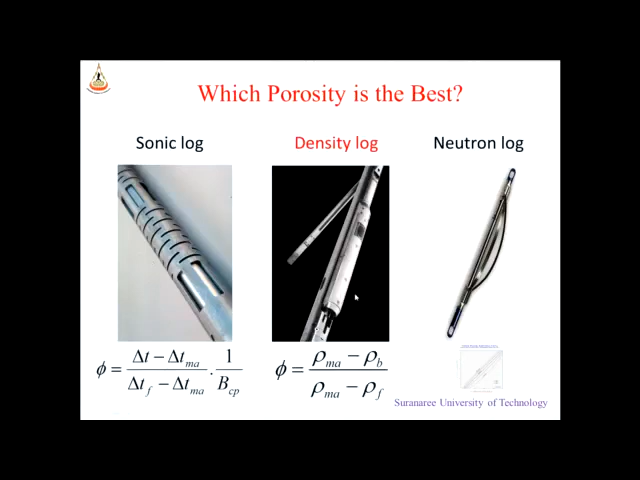 Which Porosity is the Best?
Sonic log
Density log
Neutron log
ϕ = (Δt − Δt_ma)/(Δt_f − Δt_ma) . 1/B_cp
ϕ = (ρ_ma − ρ_b)/(ρ_ma − ρ_f)
Suranaree University of Technology